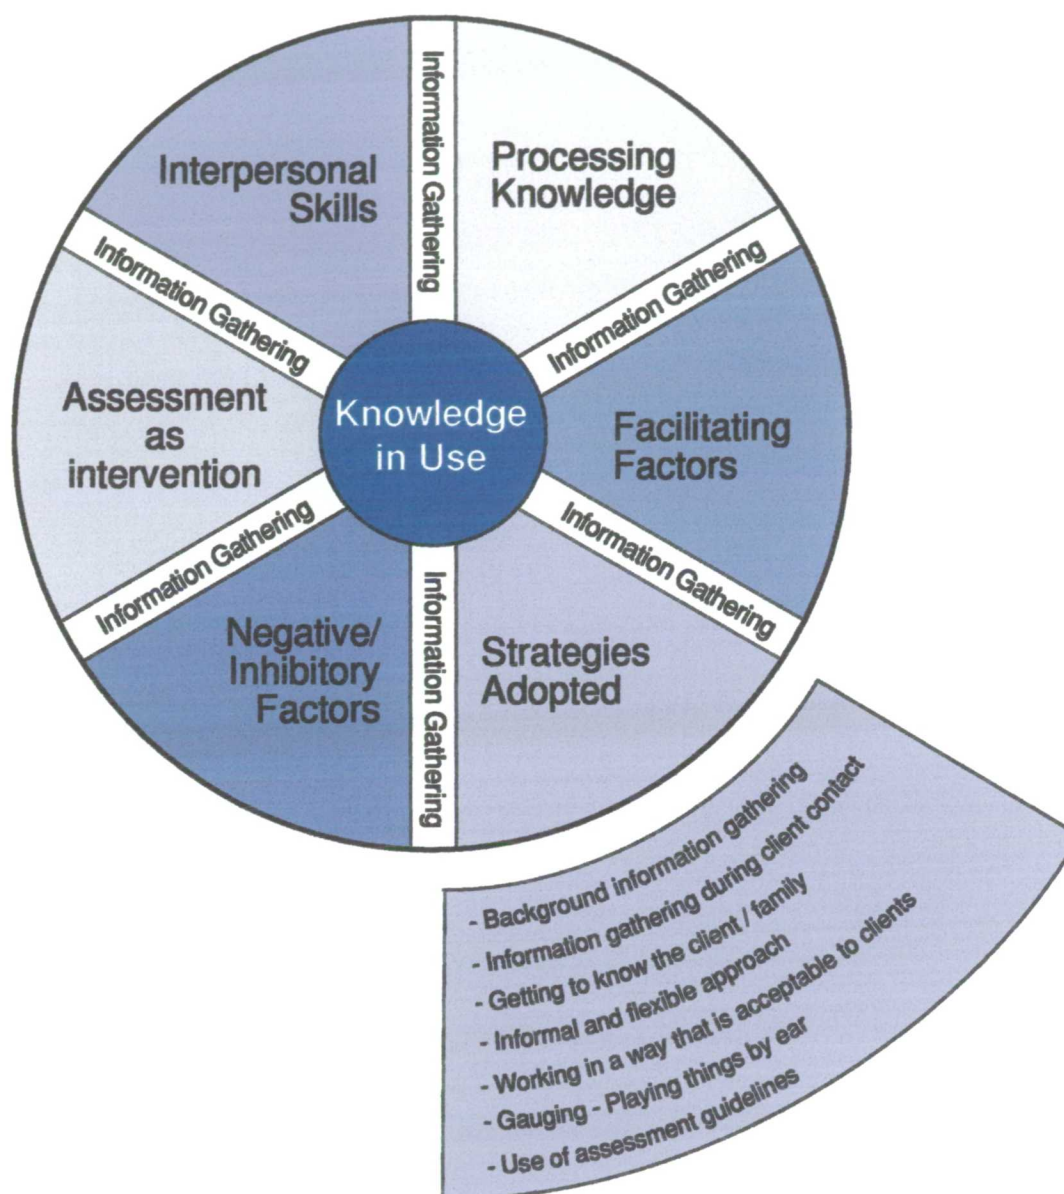 Information Gathering
Processing
Knowledge
Information Gathering
Facilitating
Factors
Information Gathering
Strategies
Adopted
Information Gathering
Negative/
Inhibitory
Factors
Information Gathering
Assessment
as
intervention
Information Gathering
Interpersonal
Skills
Knowledge
in Use
- Background information gathering
- Information gathering during client contact
- Getting to know the client / family
- Informal and flexible approach
- Working in a way that is acceptable to clients
- Gauging - Playing things by ear
- Use of assessment guidelines